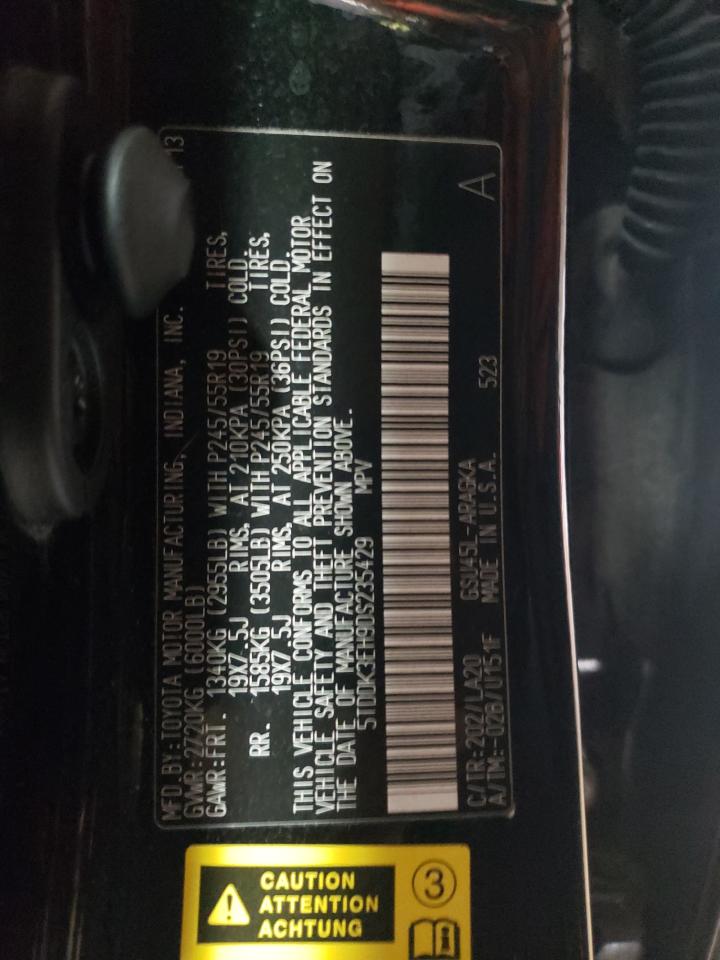 MFD.BY:TOYOTA MOTOR MANUFACTURING, INDIANA, INC. 13
GVWR:2720KG (6000LB)
GAWR:FRT. 1340KG (2955LB) WITH P245/55R19 TIRES,
19X7.5J RIMS, AT 210KPA (30PSI) COLD.
RR. 1585KG (3505LB) WITH P245/55R19 TIRES,
19X7.5J RIMS, AT 250KPA (36PSI) COLD.
THIS VEHICLE CONFORMS TO ALL APPLICABLE FEDERAL MOTOR
VEHICLE SAFETY AND THEFT PREVENTION STANDARDS IN EFFECT ON
THE DATE OF MANUFACTURE SHOWN ABOVE.
5TDDK3EH9DS235429 MPV
C/TR:202/LA20 GSU45L-ARAGKA A
A/TM:-02B/U151F MADE IN U.S.A. 523
CAUTION
ATTENTION
ACHTUNG
3